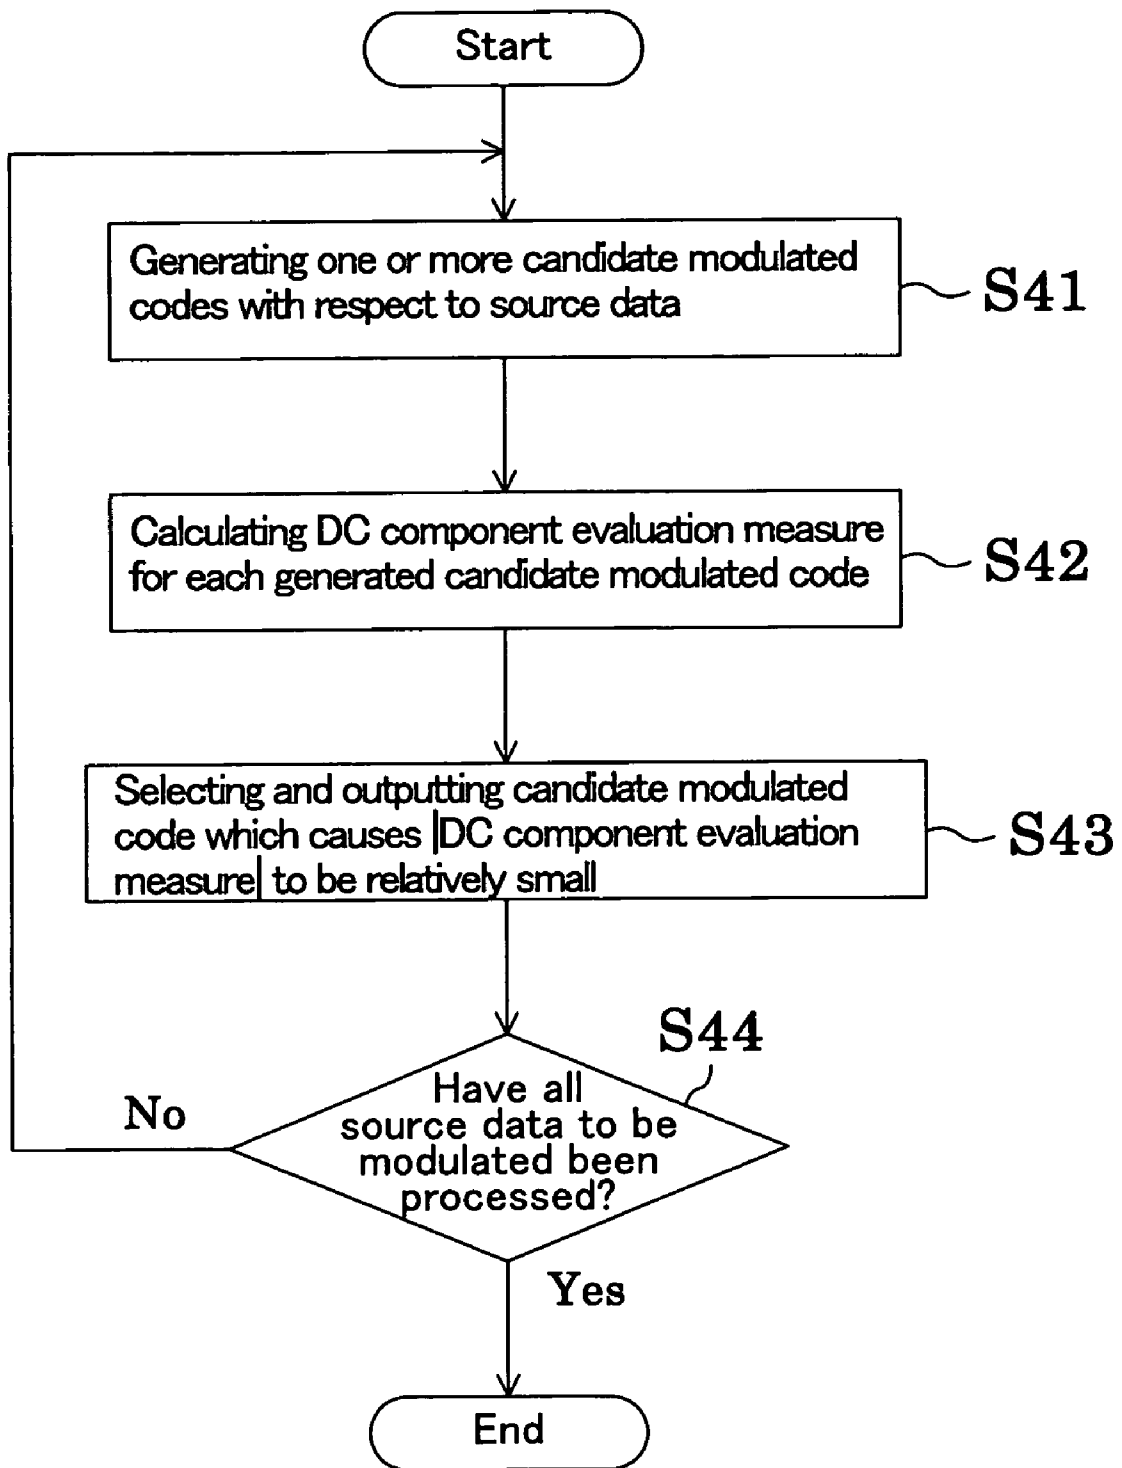 Start
Generating one or more candidate modulated
codes with respect to source data
S41
Calculating DC component evaluation measure
for each generated candidate modulated code
S42
Selecting and outputting candidate modulated
code which causes |DC component evaluation
measure| to be relatively small
S43
S44
Have all
source data to be
modulated been
processed?
No
Yes
End